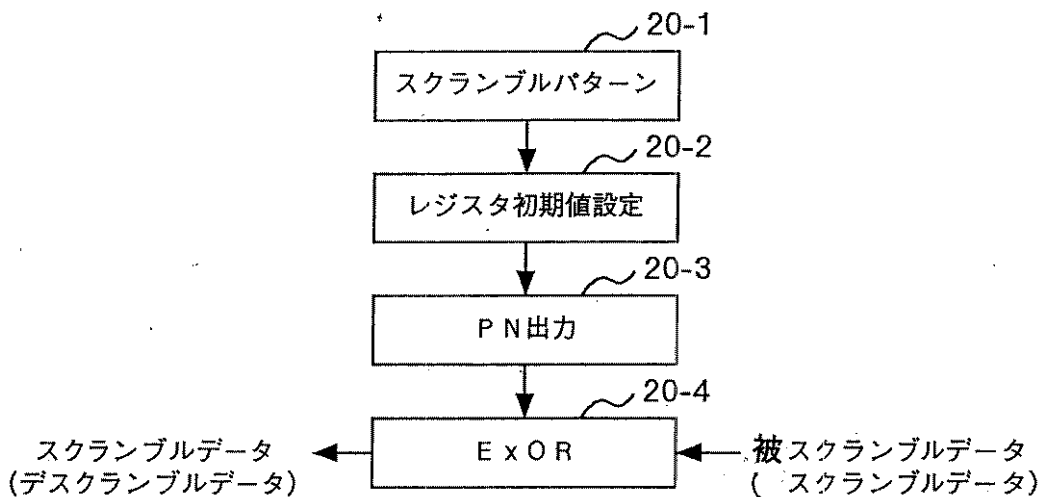 20-1
スクランブルパターン
20-2
レジスタ初期値設定
20-3
PN出力
20-4
スクランブルデータ
(デスクランブルデータ)
ExOR
被スクランブルデータ
( スクランブルデータ)